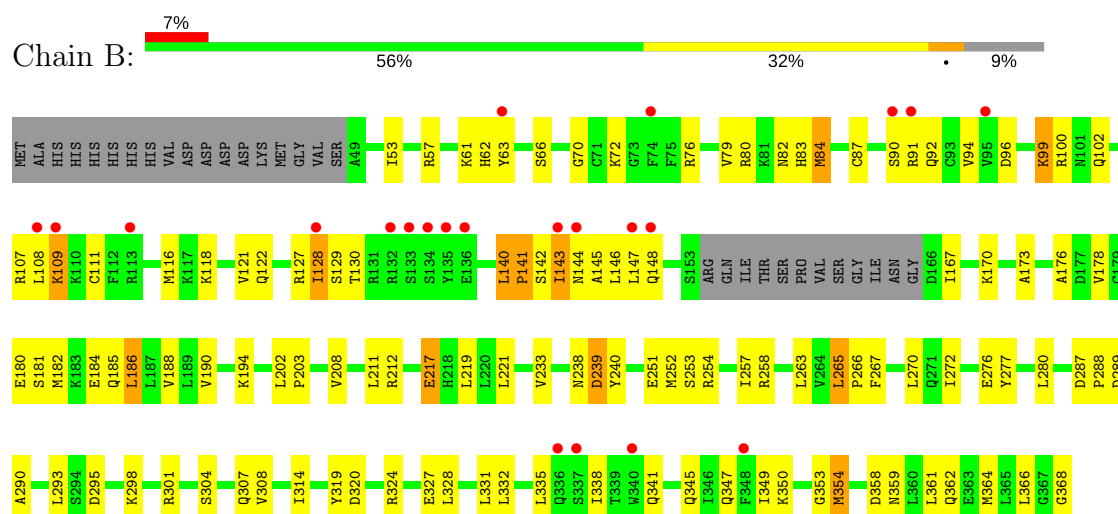 7%
Chain B:
56% 32% • 9%
MET ALA HIS HIS HIS HIS HIS HIS VAL ASP ASP ASP ASP LYS MET GLY VAL SER A49 I53 R57 K61 H62 Y63 S66 G70 C71 K72 G73 F74 F75 R76 V79 R80 K81 N82 H83 M84 C87 S90 R91 Q92 C93 V94 V95 D96 K99 R100 N101 Q102
R107 L108 K109 K110 C111 F112 R113 M116 K117 K118 V121 Q122 R127 I128 S129 T130 R131 R132 S133 S134 Y135 E136 L140 P141 S142 I143 N144 A145 L146 L147 Q148 S153 ARG GLN ILE THR SER PRO VAL SER GLY ILE ASN GLY D166 I167 K170 A173 A176 D177 V178 C179
E180 S181 M182 K183 E184 Q185 L186 L187 V188 L189 V190 K194 L202 P203 V208 L211 R212 E217 H218 L219 L220 L221 V233 N238 D239 Y240 E251 M252 S253 R254 I257 R258 L263 V264 L265 P266 F267 L270 Q271 I272 E276 Y277 L280 D287 P288 D289
A290 L293 S294 D295 K298 R301 S304 Q307 V308 I314 Y319 D320 R324 E327 L328 L331 L332 L335 Q336 S337 I338 T339 W340 Q341 Q345 I346 Q347 F348 I349 K350 G353 M354 D358 N359 L360 L361 Q362 E363 M364 L365 L366 G367 G368